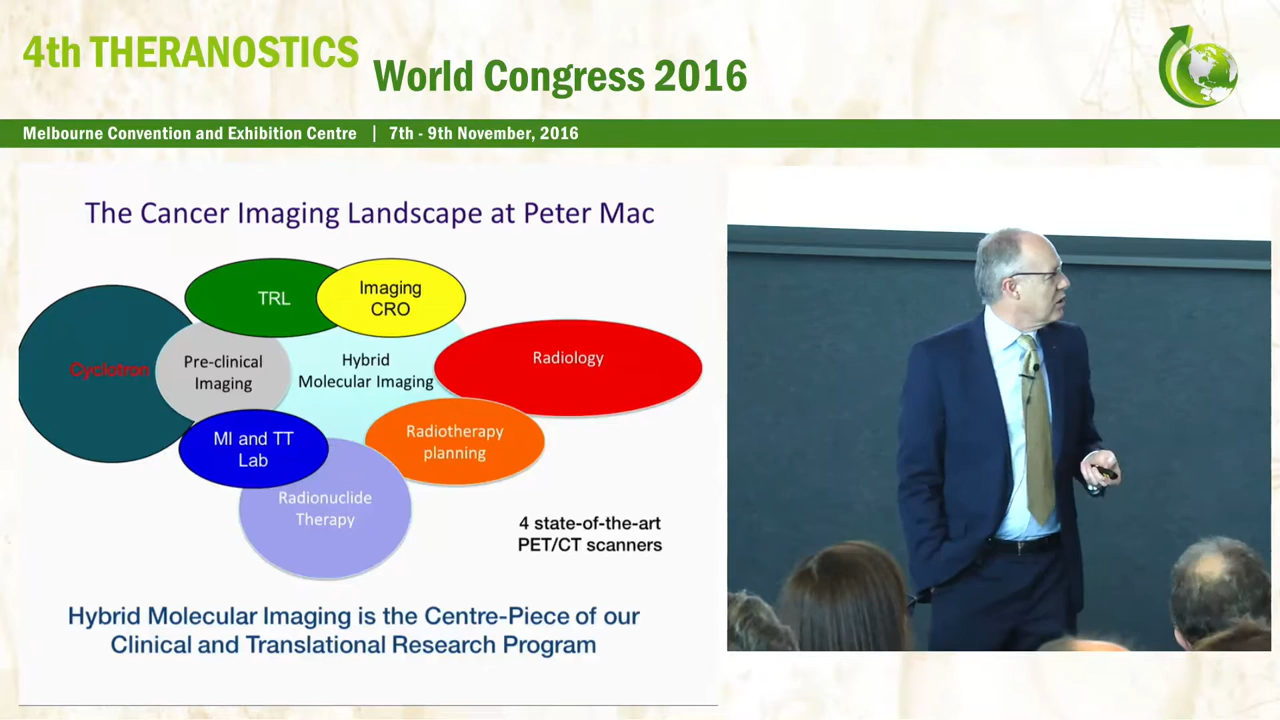 4th THERANOSTICS
World Congress 2016
Melbourne Convention and Exhibition Centre | 7th - 9th November, 2016
The Cancer Imaging Landscape at Peter Mac
TRL
Imaging
CRO
Cyclotron
Pre-clinical
Imaging
Hybrid
Molecular Imaging
Radiology
MI and TT
Lab
Radiotherapy
planning
Radionuclide
Therapy
4 state-of-the-art
PET/CT scanners
Hybrid Molecular Imaging is the Centre-Piece of our
Clinical and Translational Research Program